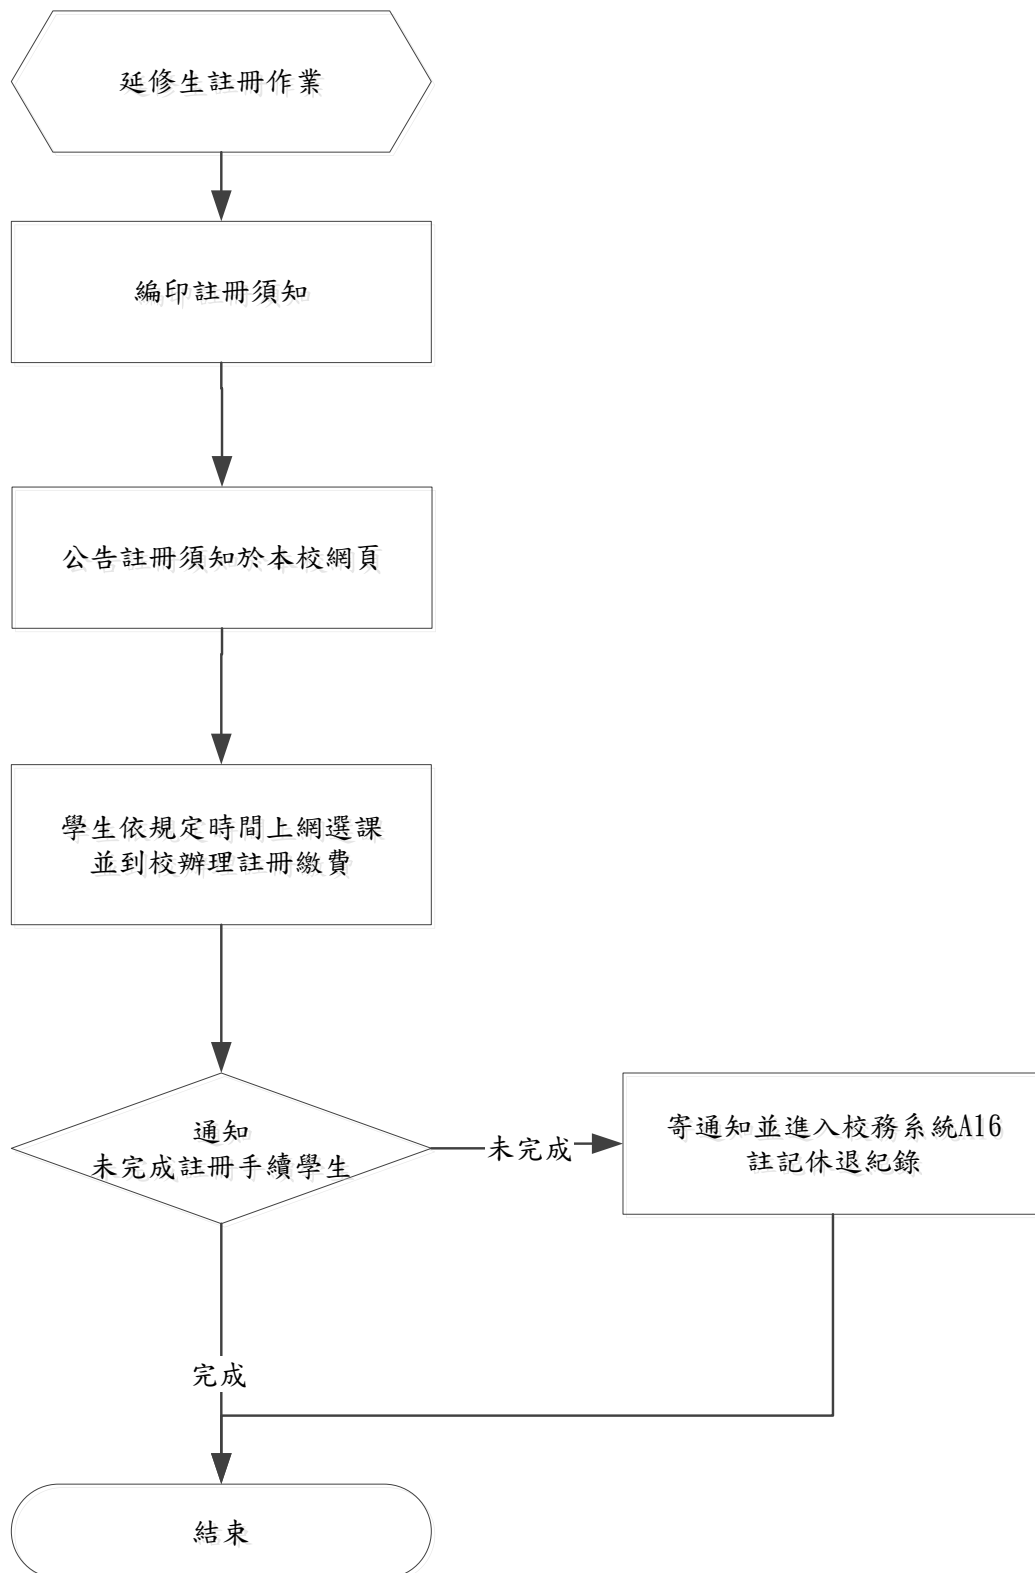 延修生註冊作業
編印註冊須知
公告註冊須知於本校網頁
學生依規定時間上網選課
並到校辦理註冊繳費
通知
未完成註冊手續學生
未完成
寄通知並進入校務系統A16
註記休退紀錄
完成
結束